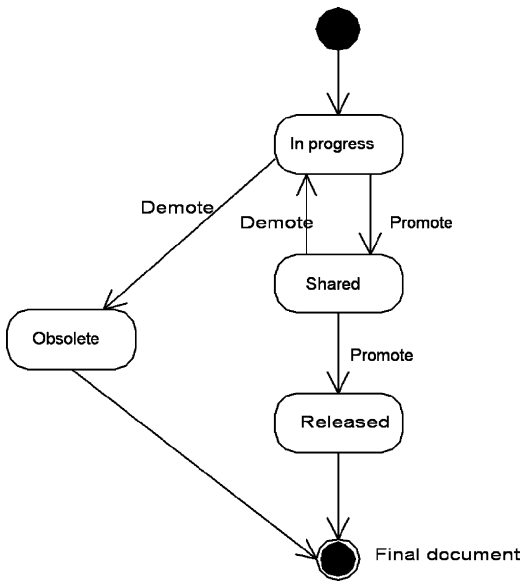 In progress
Demote
Demote
Promote
Shared
Obsolete
Promote
Released
Final document